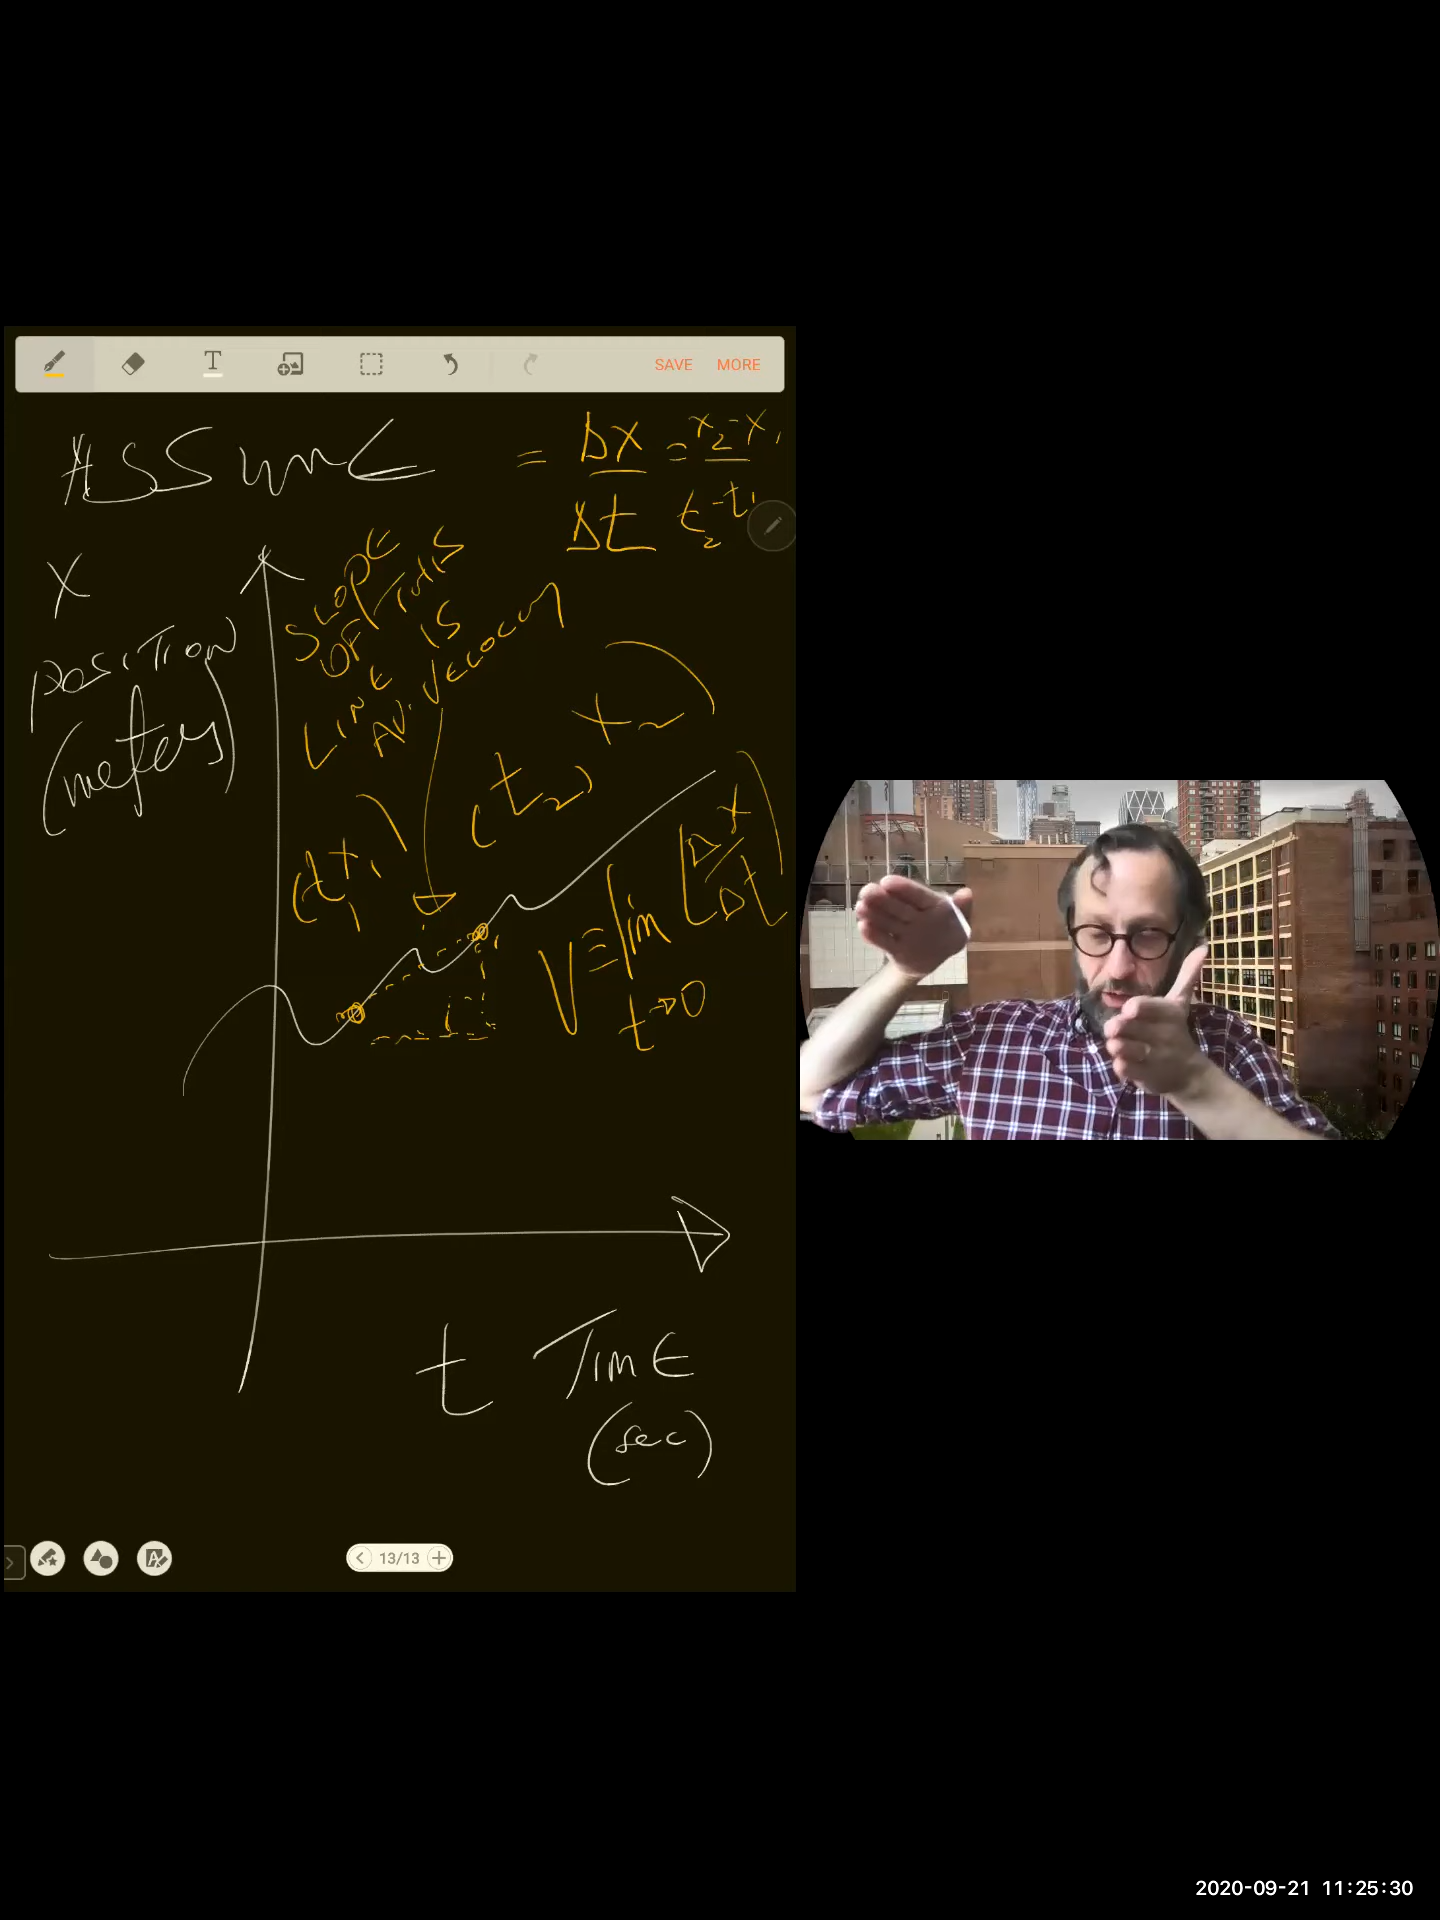 SAVE MORE
ASSUME
= Δx/Δt = x2-x1/t2-t1
X
POSITION
(meters)
SLOPE
OF THIS
LINE IS
AV. VELOCITY
(t1, x1)
(t2, x2)
V = lim (Δx/Δt)
t→0
t TIME
(sec)
13/13
2020-09-21 11:25:30